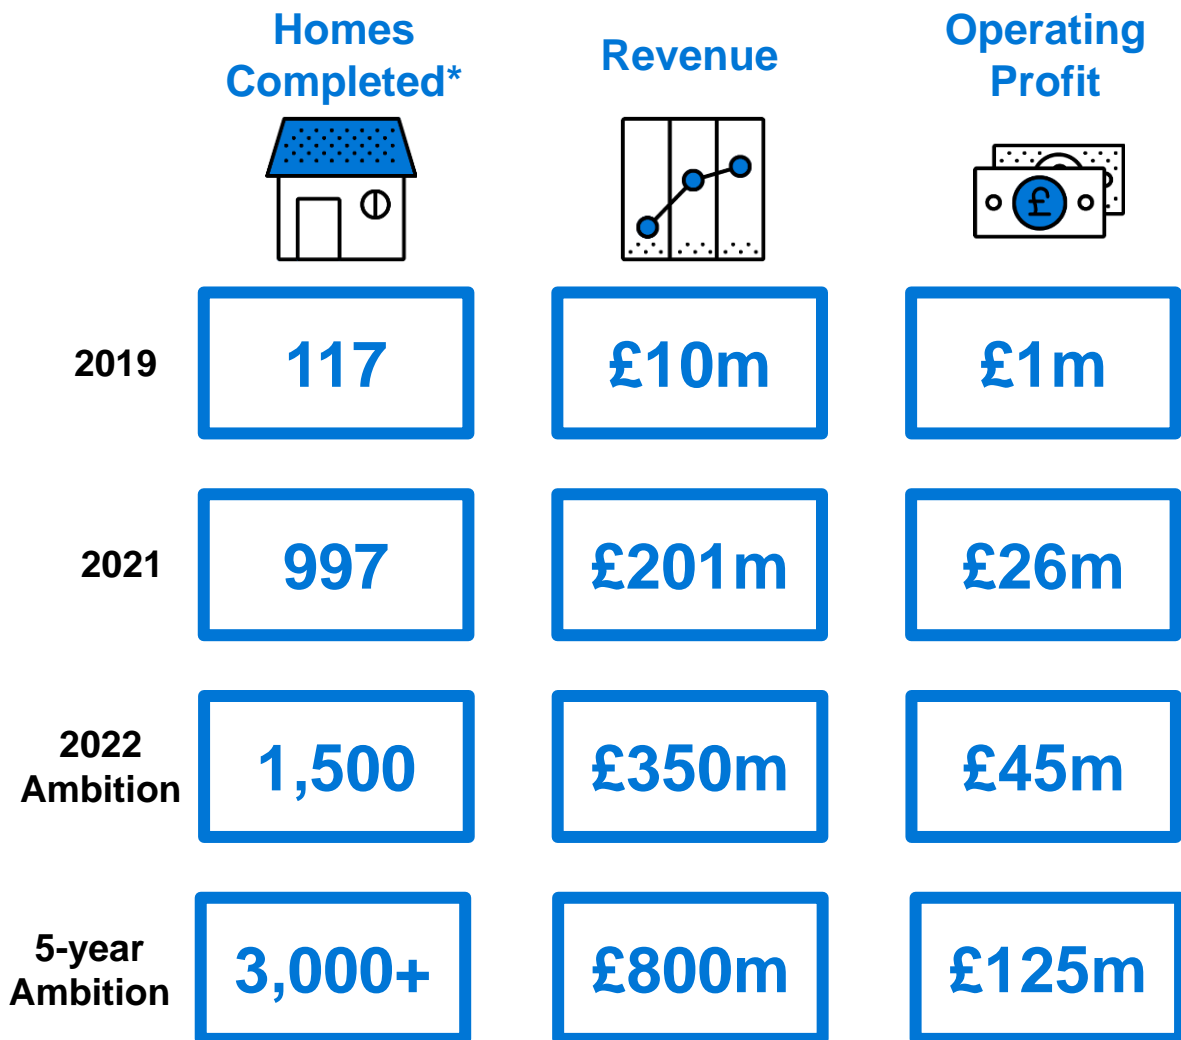 Homes
Completed*
Revenue
Operating
Profit
£
2019
117
£10m
£1m
2021
997
£201m
£26m
2022
Ambition
1,500
£350m
£45m
5-year
Ambition
3,000+
£800m
£125m